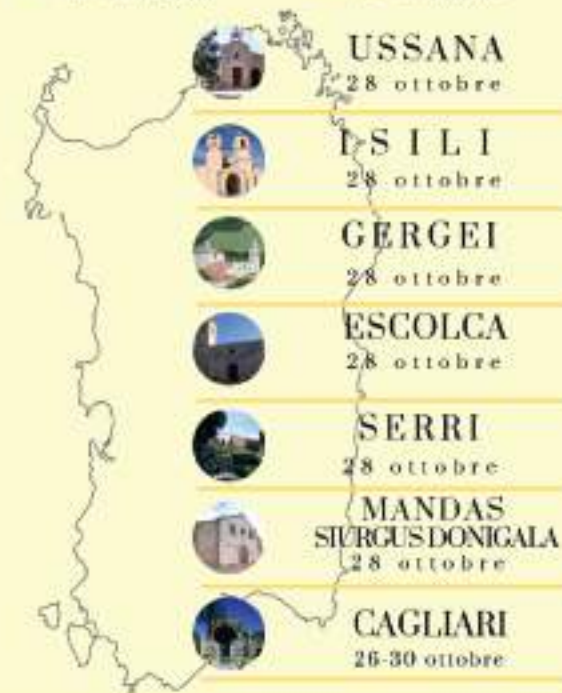 USSANA
28 ottobre
ISILI
28 ottobre
GERGEI
28 ottobre
ESCOLCA
28 ottobre
SERRI
28 ottobre
MANDAS
SIURGUS DONIGALA
28 ottobre
CAGLIARI
26-30 ottobre